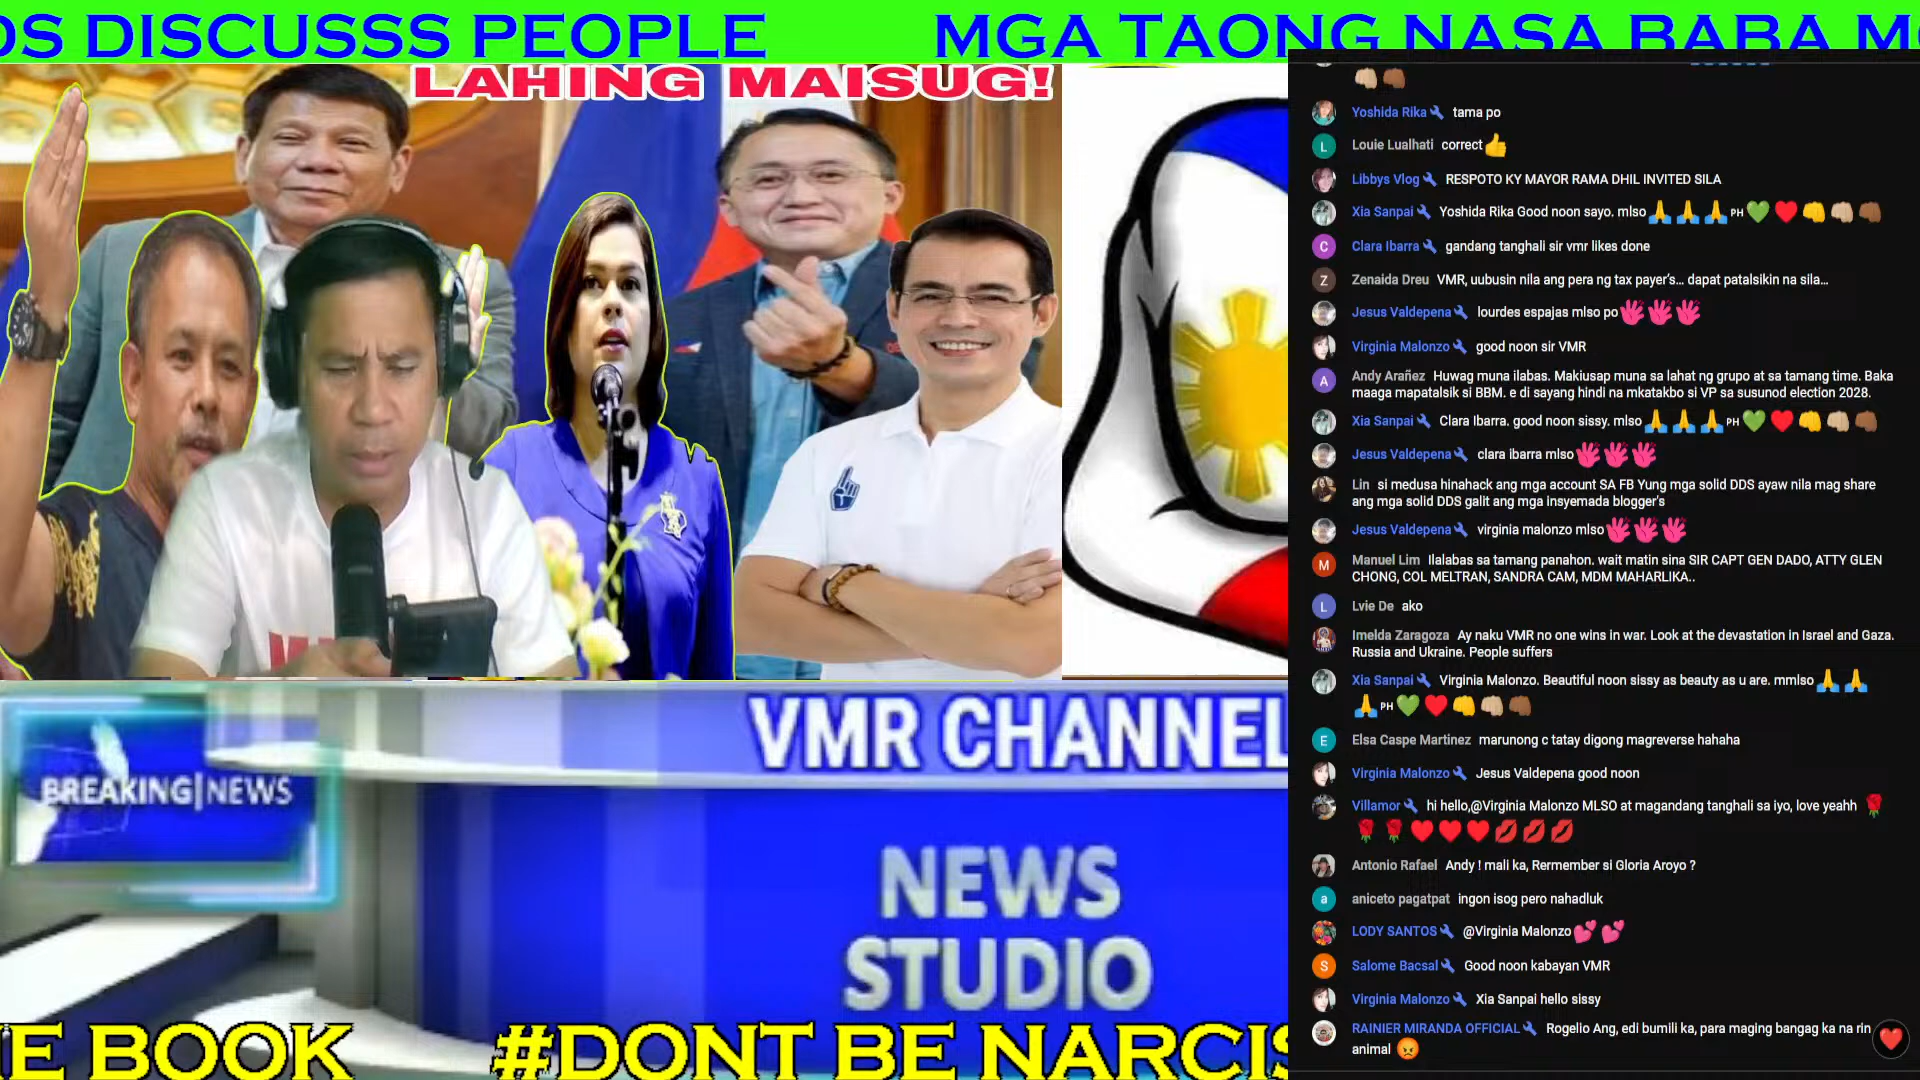 OS DISCUSSS PEOPLE MGA TAONG NASA BABA
LAHING MAISUG!
Yoshida Rika tama po
Louie Lualhati correct👍
Libbys Vlog RESPOTO KY MAYOR RAMA DHIL INVITED SILA
Xia Sanpai Yoshida Rika Good noon sayo. mlso🙏🙏🙏PH💚❤️👊👊🏼👊🏾
Clara Ibarra gandang tanghali sir vmr likes done
Zenaida Dreu VMR, uubusin nila ang pera ng tax payer's... dapat patalsikin na sila...
Jesus Valdepena lourdes espajas mlso po👋👋👋
Virginia Malonzo good noon sir VMR
Andy Arañez Huwag muna ilabas. Makiusap muna sa lahat ng grupo at sa tamang time. Baka
maaga mapatalsik si BBM. e di sayang hindi na mkatakbo si VP sa susunod election 2028.
Xia Sanpai Clara Ibarra. good noon sissy. mlso🙏🙏🙏PH💚❤️👊👊🏼👊🏾
Jesus Valdepena clara ibarra mlso👋👋👋
Lin si medusa hinahack ang mga account SA FB Yung mga solid DDS ayaw nila mag share
ang mga solid DDS galit ang mga insyemada blogger's
Jesus Valdepena virginia malonzo mlso👋👋👋
Manuel Lim Ilalabas sa tamang panahon. wait matin sina SIR CAPT GEN DADO, ATTY GLEN
CHONG, COL MELTRAN, SANDRA CAM, MDM MAHARLIKA..
Lvie De ako
Imelda Zaragoza Ay naku VMR no one wins in war. Look at the devastation in Israel and Gaza.
Russia and Ukraine. People suffers
Xia Sanpai Virginia Malonzo. Beautiful noon sissy as beauty as u are. mmlso🙏🙏
🙏PH💚❤️👊👊🏼👊🏾
Elsa Caspe Martinez marunong c tatay digong magreverse hahaha
Virginia Malonzo Jesus Valdepena good noon
Villamor hi hello,@Virginia Malonzo MLSO at magandang tanghali sa iyo, love yeahh 🌹
🌹🌹❤️❤️❤️💋💋💋
Antonio Rafael Andy ! mali ka, Rermember si Gloria Aroyo ?
aniceto pagatpat ingon isog pero nahadluk
LODY SANTOS @Virginia Malonzo💕💕
Salome Bacsal Good noon kabayan VMR
Virginia Malonzo Xia Sanpai hello sissy
RAINIER MIRANDA OFFICIAL Rogelio Ang, edi bumili ka, para maging bangag ka na rin
animal 😡
VMR CHANNEL
BREAKING|NEWS
NEWS
STUDIO
E BOOK #DONT BE NARCIS